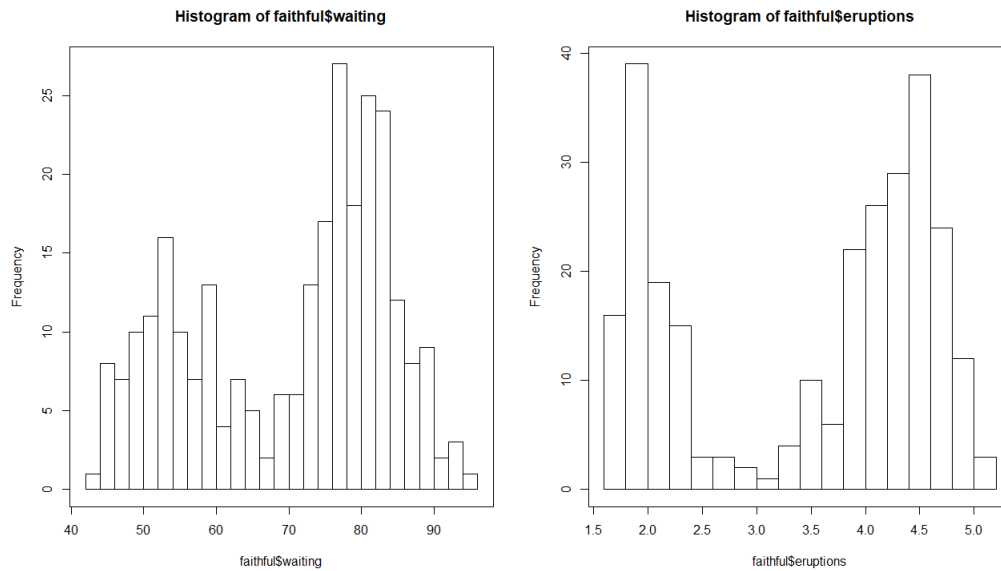 Histogram of faithful$waiting
Frequency
0
5
10
15
20
25
40 50 60 70 80 90
faithful$waiting
Histogram of faithful$eruptions
Frequency
0
10
20
30
40
1.5 2.0 2.5 3.0 3.5 4.0 4.5 5.0
faithful$eruptions